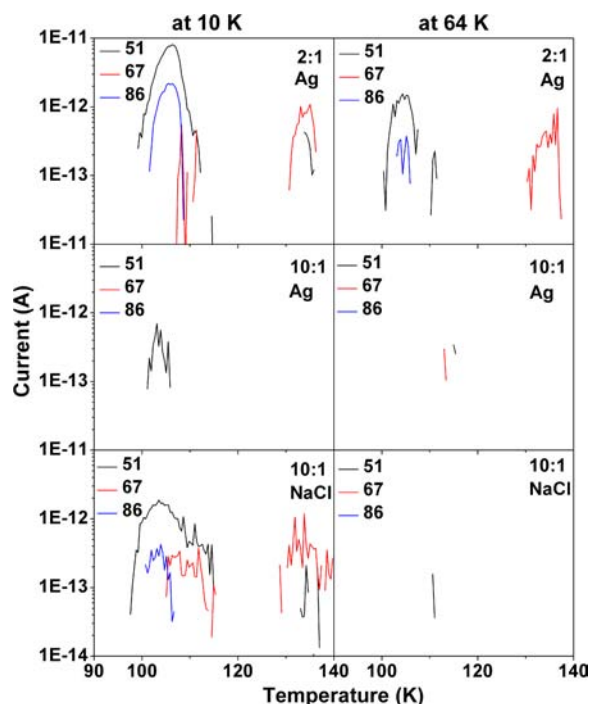 at 10 K
at 64 K
1E-11
1E-12
1E-13
1E-11
1E-12
1E-13
1E-11
1E-12
1E-13
1E-14
Current (A)
51
67
86
2:1
Ag
51
67
86
2:1
Ag
51
67
86
10:1
Ag
51
67
86
10:1
Ag
51
67
86
10:1
NaCl
51
67
86
10:1
NaCl
90 100 120 140 100 120 140
Temperature (K) Temperature (K)